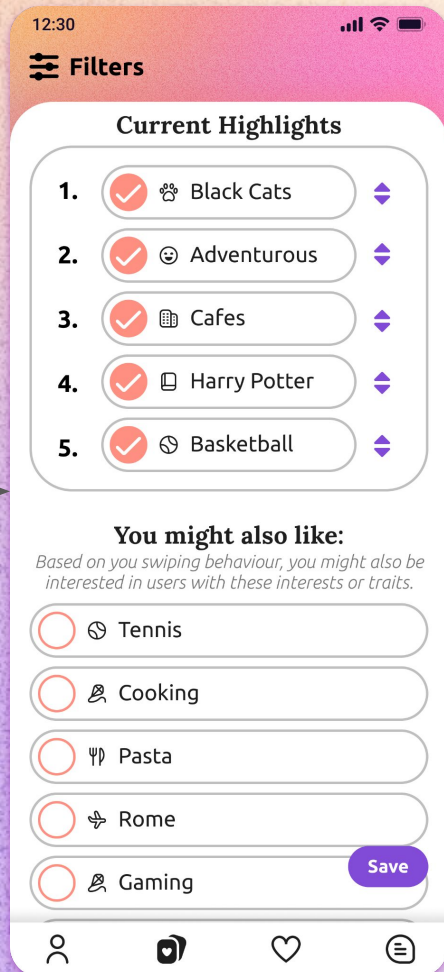 12:30
Filters
Current Highlights
1. Black Cats
2. Adventurous
3. Cafes
4. Harry Potter
5. Basketball
You might also like:
Based on you swiping behaviour, you might also be
interested in users with these interests or traits.
Tennis
Cooking
Pasta
Rome
Save
Gaming